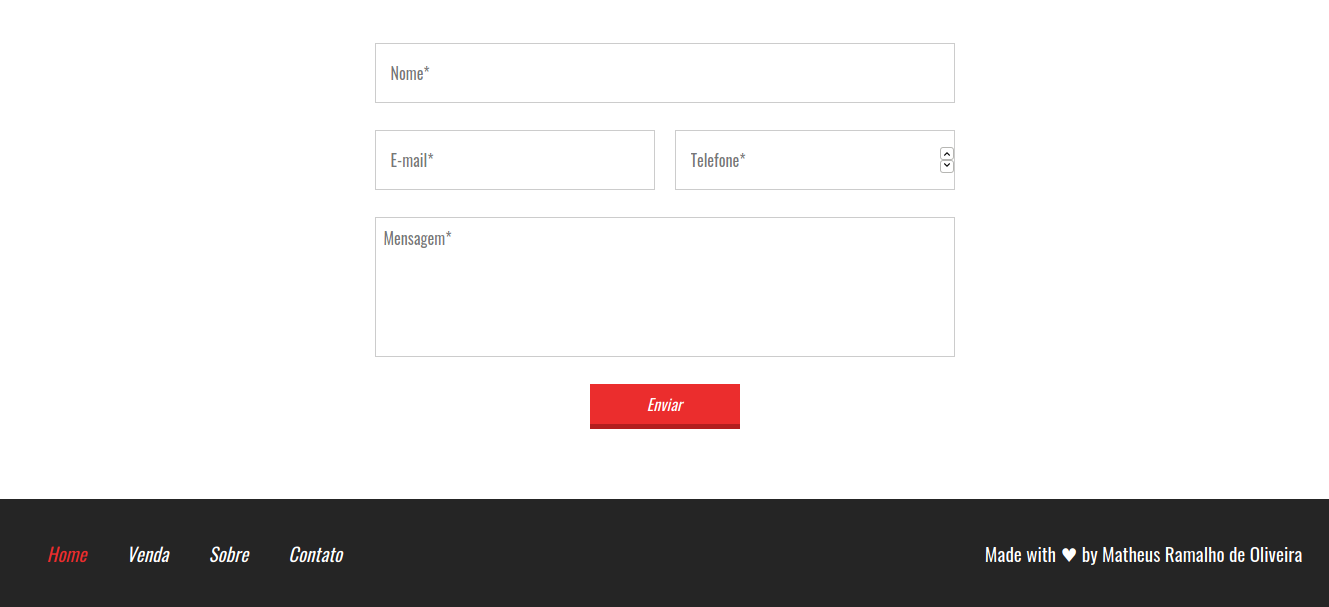 Nome*
E-mail* Telefone*
Mensagem*
Enviar
Home Venda Sobre Contato Made with ♥ by Matheus Ramalho de Oliveira